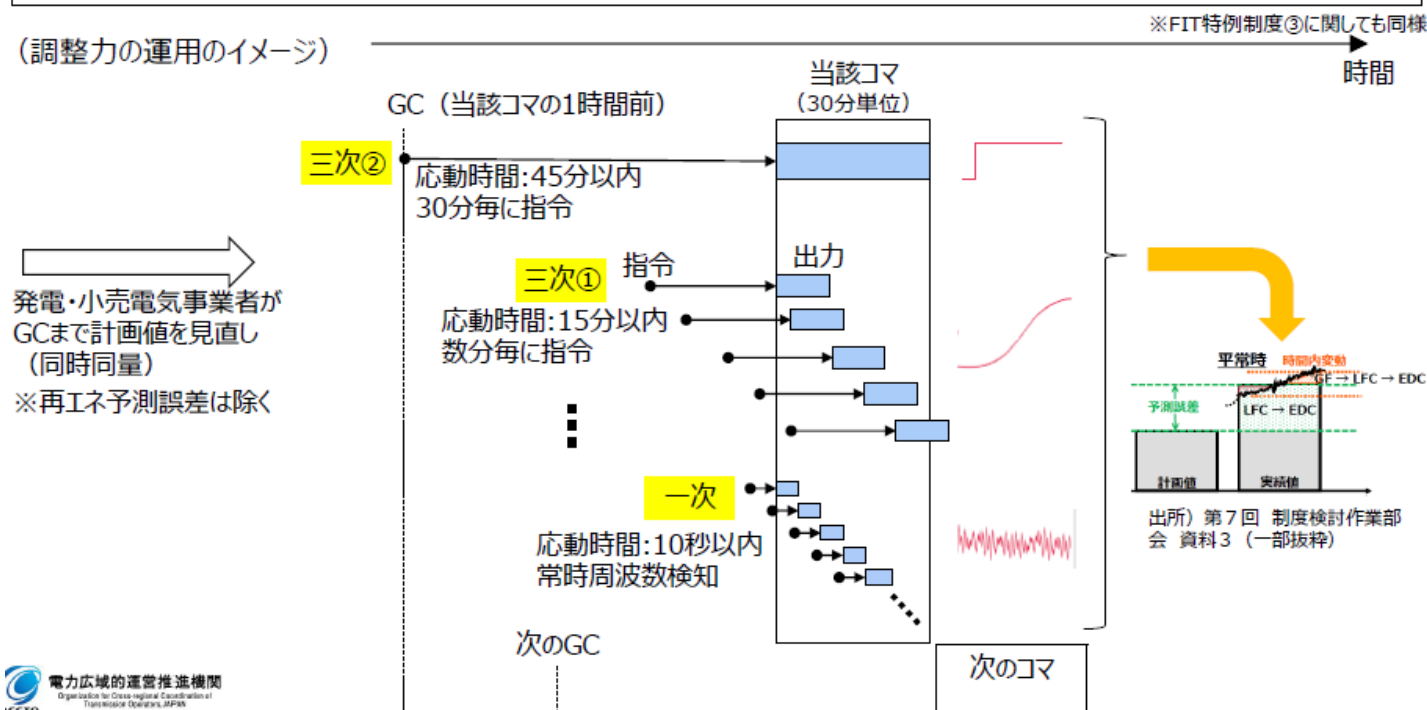 ※FIT特例制度③に関しても同様
（調整力の運用のイメージ）
時間
当該コマ
（30分単位）
GC（当該コマの1時間前）
三次②
応動時間:45分以内
30分毎に指令
発電・小売電気事業者が
GCまで計画値を見直し
（同時同量）
※再エネ予測誤差は除く
三次①
指令
出力
応動時間:15分以内
数分毎に指令
一次
応動時間:10秒以内
常時周波数検知
平常時
時間内変動
GF → LFC → EDC
予測誤差
LFC → EDC
計画値
実績値
出所）第７回 制度検討作業部
会 資料３（一部抜粋）
次のGC
次のコマ
電力広域的運営推進機関
Organization for Cross-regional Coordination of
Transmission Operators, JAPAN